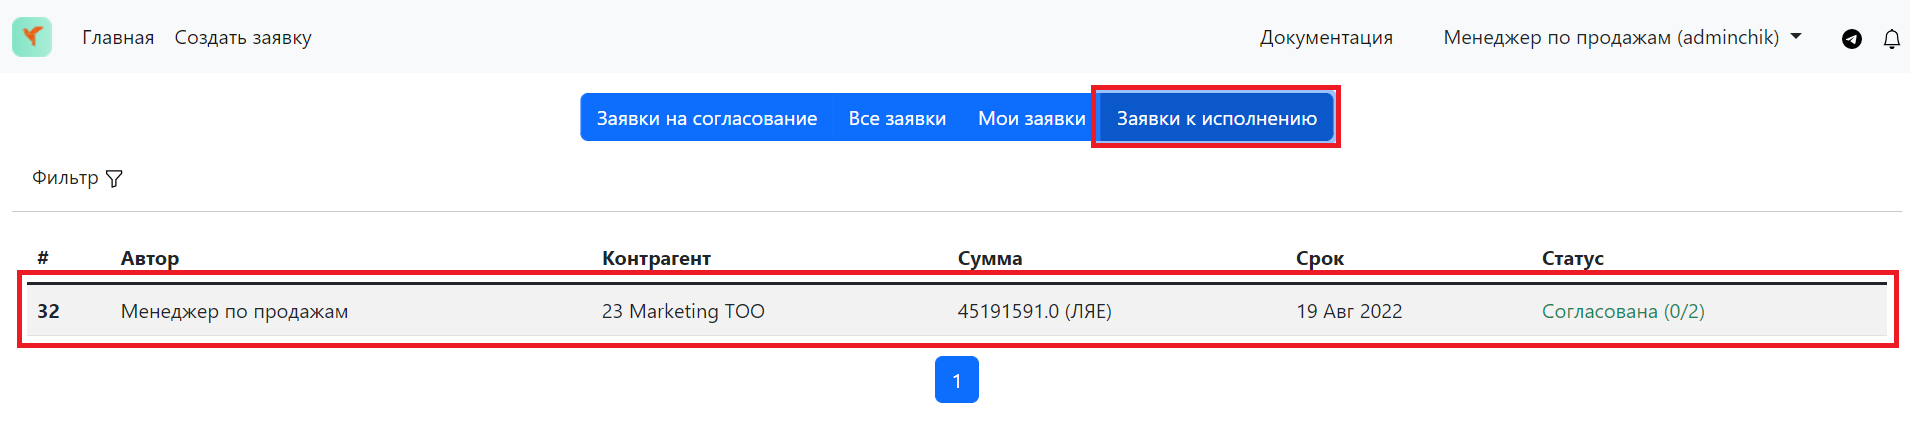 Главная Создать заявку Документация Менеджер по продажам (adminchik)
Заявки на согласование Все заявки Мои заявки Заявки к исполнению
Фильтр
# Автор Контрагент Сумма Срок Статус
32 Менеджер по продажам 23 Marketing ТОО 45191591.0 (ЛЯЕ) 19 Авг 2022 Согласована (0/2)
1